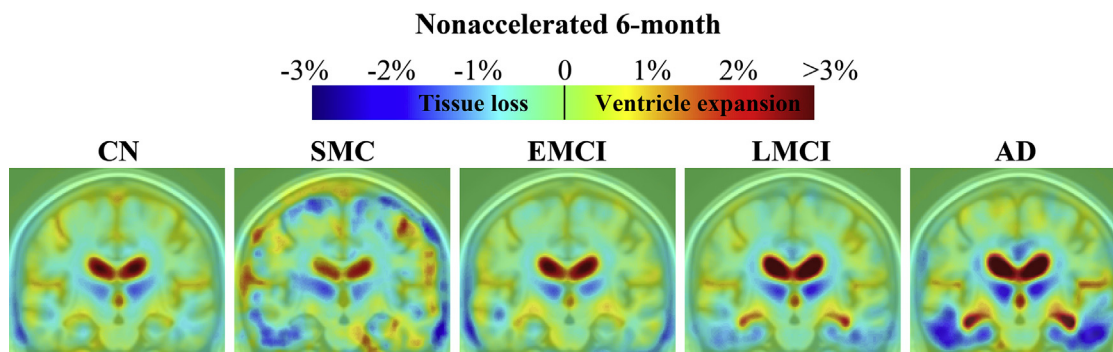 Nonaccelerated 6-month
-3% -2% -1% 0 1% 2% >3%
Tissue loss Ventricle expansion
CN SMC EMCI LMCI AD